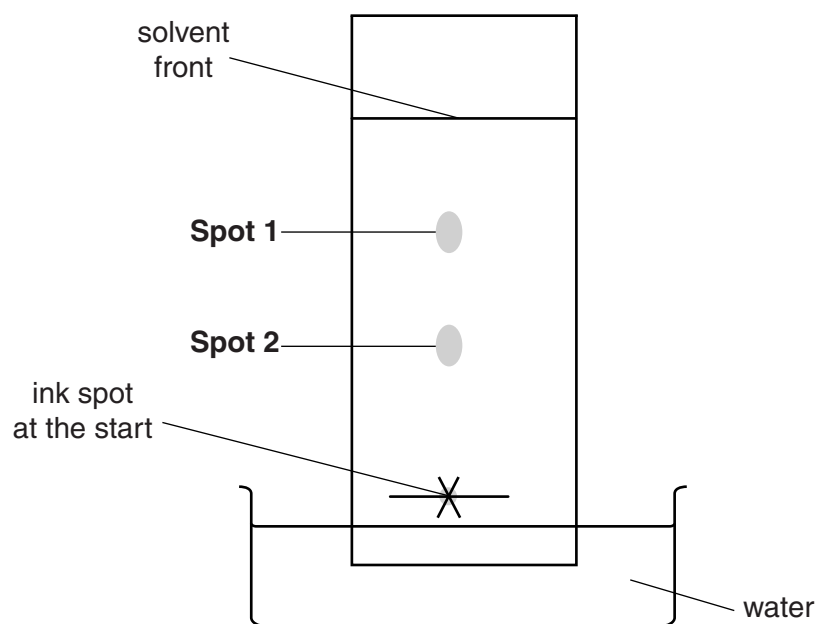 solvent
front
Spot 1
Spot 2
ink spot
at the start
water